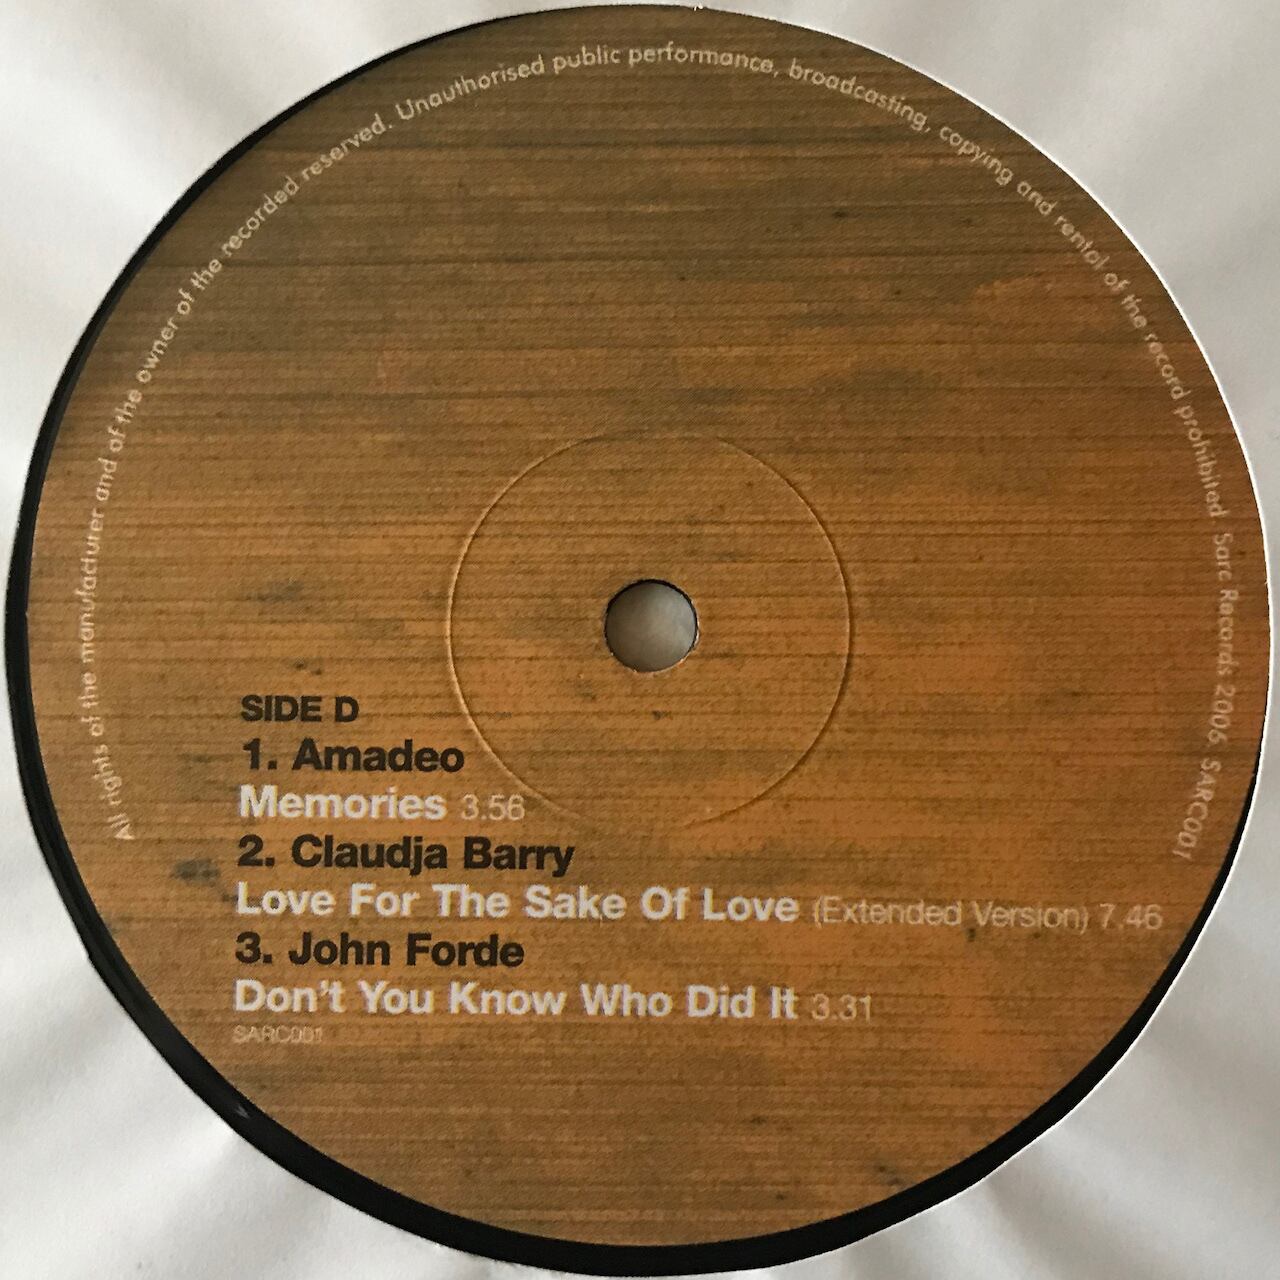 All rights of the manufacturer and of the owner of the recorded reserved. Unauthorised public performance, broadcasting, copying and rental of the record prohibited. Sarc Records 2006. SARC001
SIDE D
1. Amadeo
Memories 3.56
2. Claudja Barry
Love For The Sake Of Love (Extended Version) 7.46
3. John Forde
Don't You Know Who Did It 3.31
SARC001